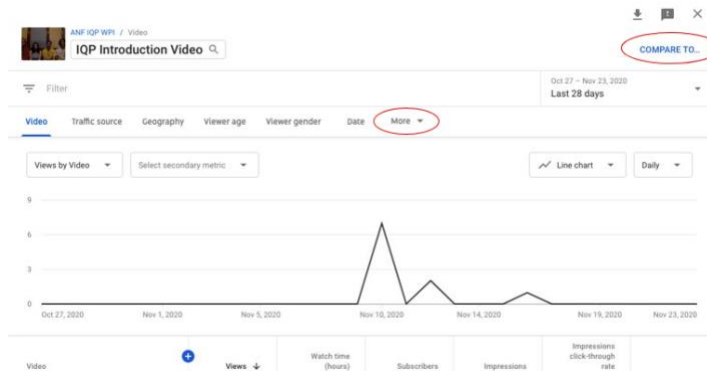 ANF IQP WPI / Video
IQP Introduction Video
COMPARE TO...
Filter
Oct 27 – Nov 23, 2020
Last 28 days
Video Traffic source Geography Viewer age Viewer gender Date More
Views by Video Select secondary metric Line chart Daily
9
6
3
0
Oct 27, 2020 Nov 1, 2020 Nov 5, 2020 Nov 10, 2020 Nov 14, 2020 Nov 19, 2020 Nov 23, 2020
Video Views Watch time (hours) Subscribers Impressions Impressions click-through rate